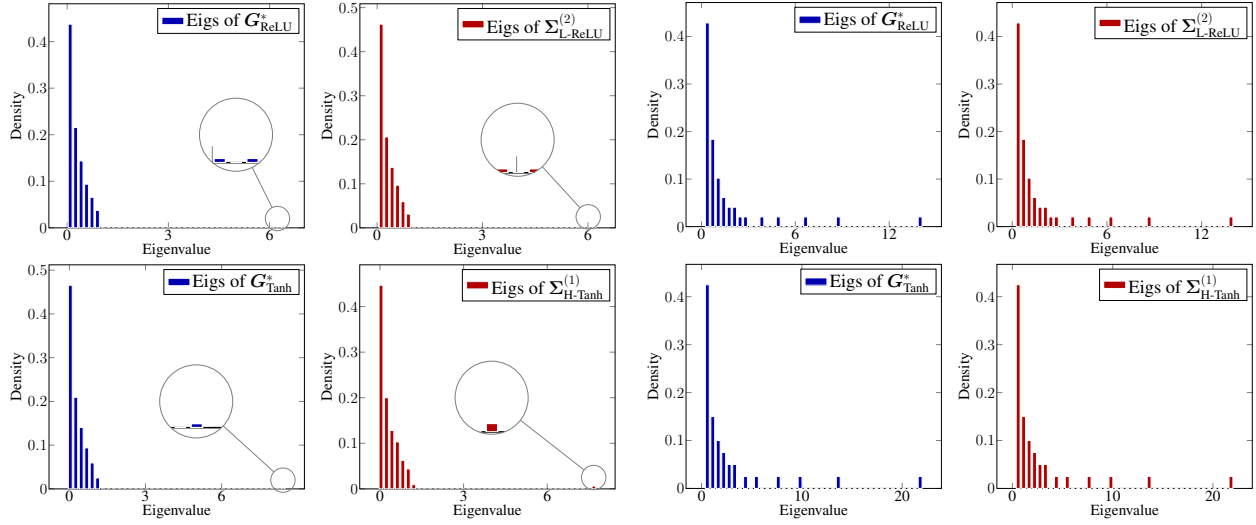 Eigs of G*ReLU
Density
0.4
0.3
0.2
0.1
0
0 3 6
Eigenvalue
Eigs of Σ(2)L-ReLU
Density
0.5
0.4
0.3
0.2
0.1
0
0 3 6
Eigenvalue
Eigs of G*ReLU
Density
0.4
0.3
0.2
0.1
0
0 6 12
Eigenvalue
Eigs of Σ(2)L-ReLU
Density
0.4
0.3
0.2
0.1
0
0 6 12
Eigenvalue
Eigs of G*Tanh
Density
0.5
0.4
0.3
0.2
0.1
0
0 3 6
Eigenvalue
Eigs of Σ(1)H-Tanh
Density
0.4
0.3
0.2
0.1
0
0 3 6
Eigenvalue
Eigs of G*Tanh
Density
0.4
0.3
0.2
0.1
0
0 10 20
Eigenvalue
Eigs of Σ(1)H-Tanh
Density
0.4
0.3
0.2
0.1
0
0 10 20
Eigenvalue